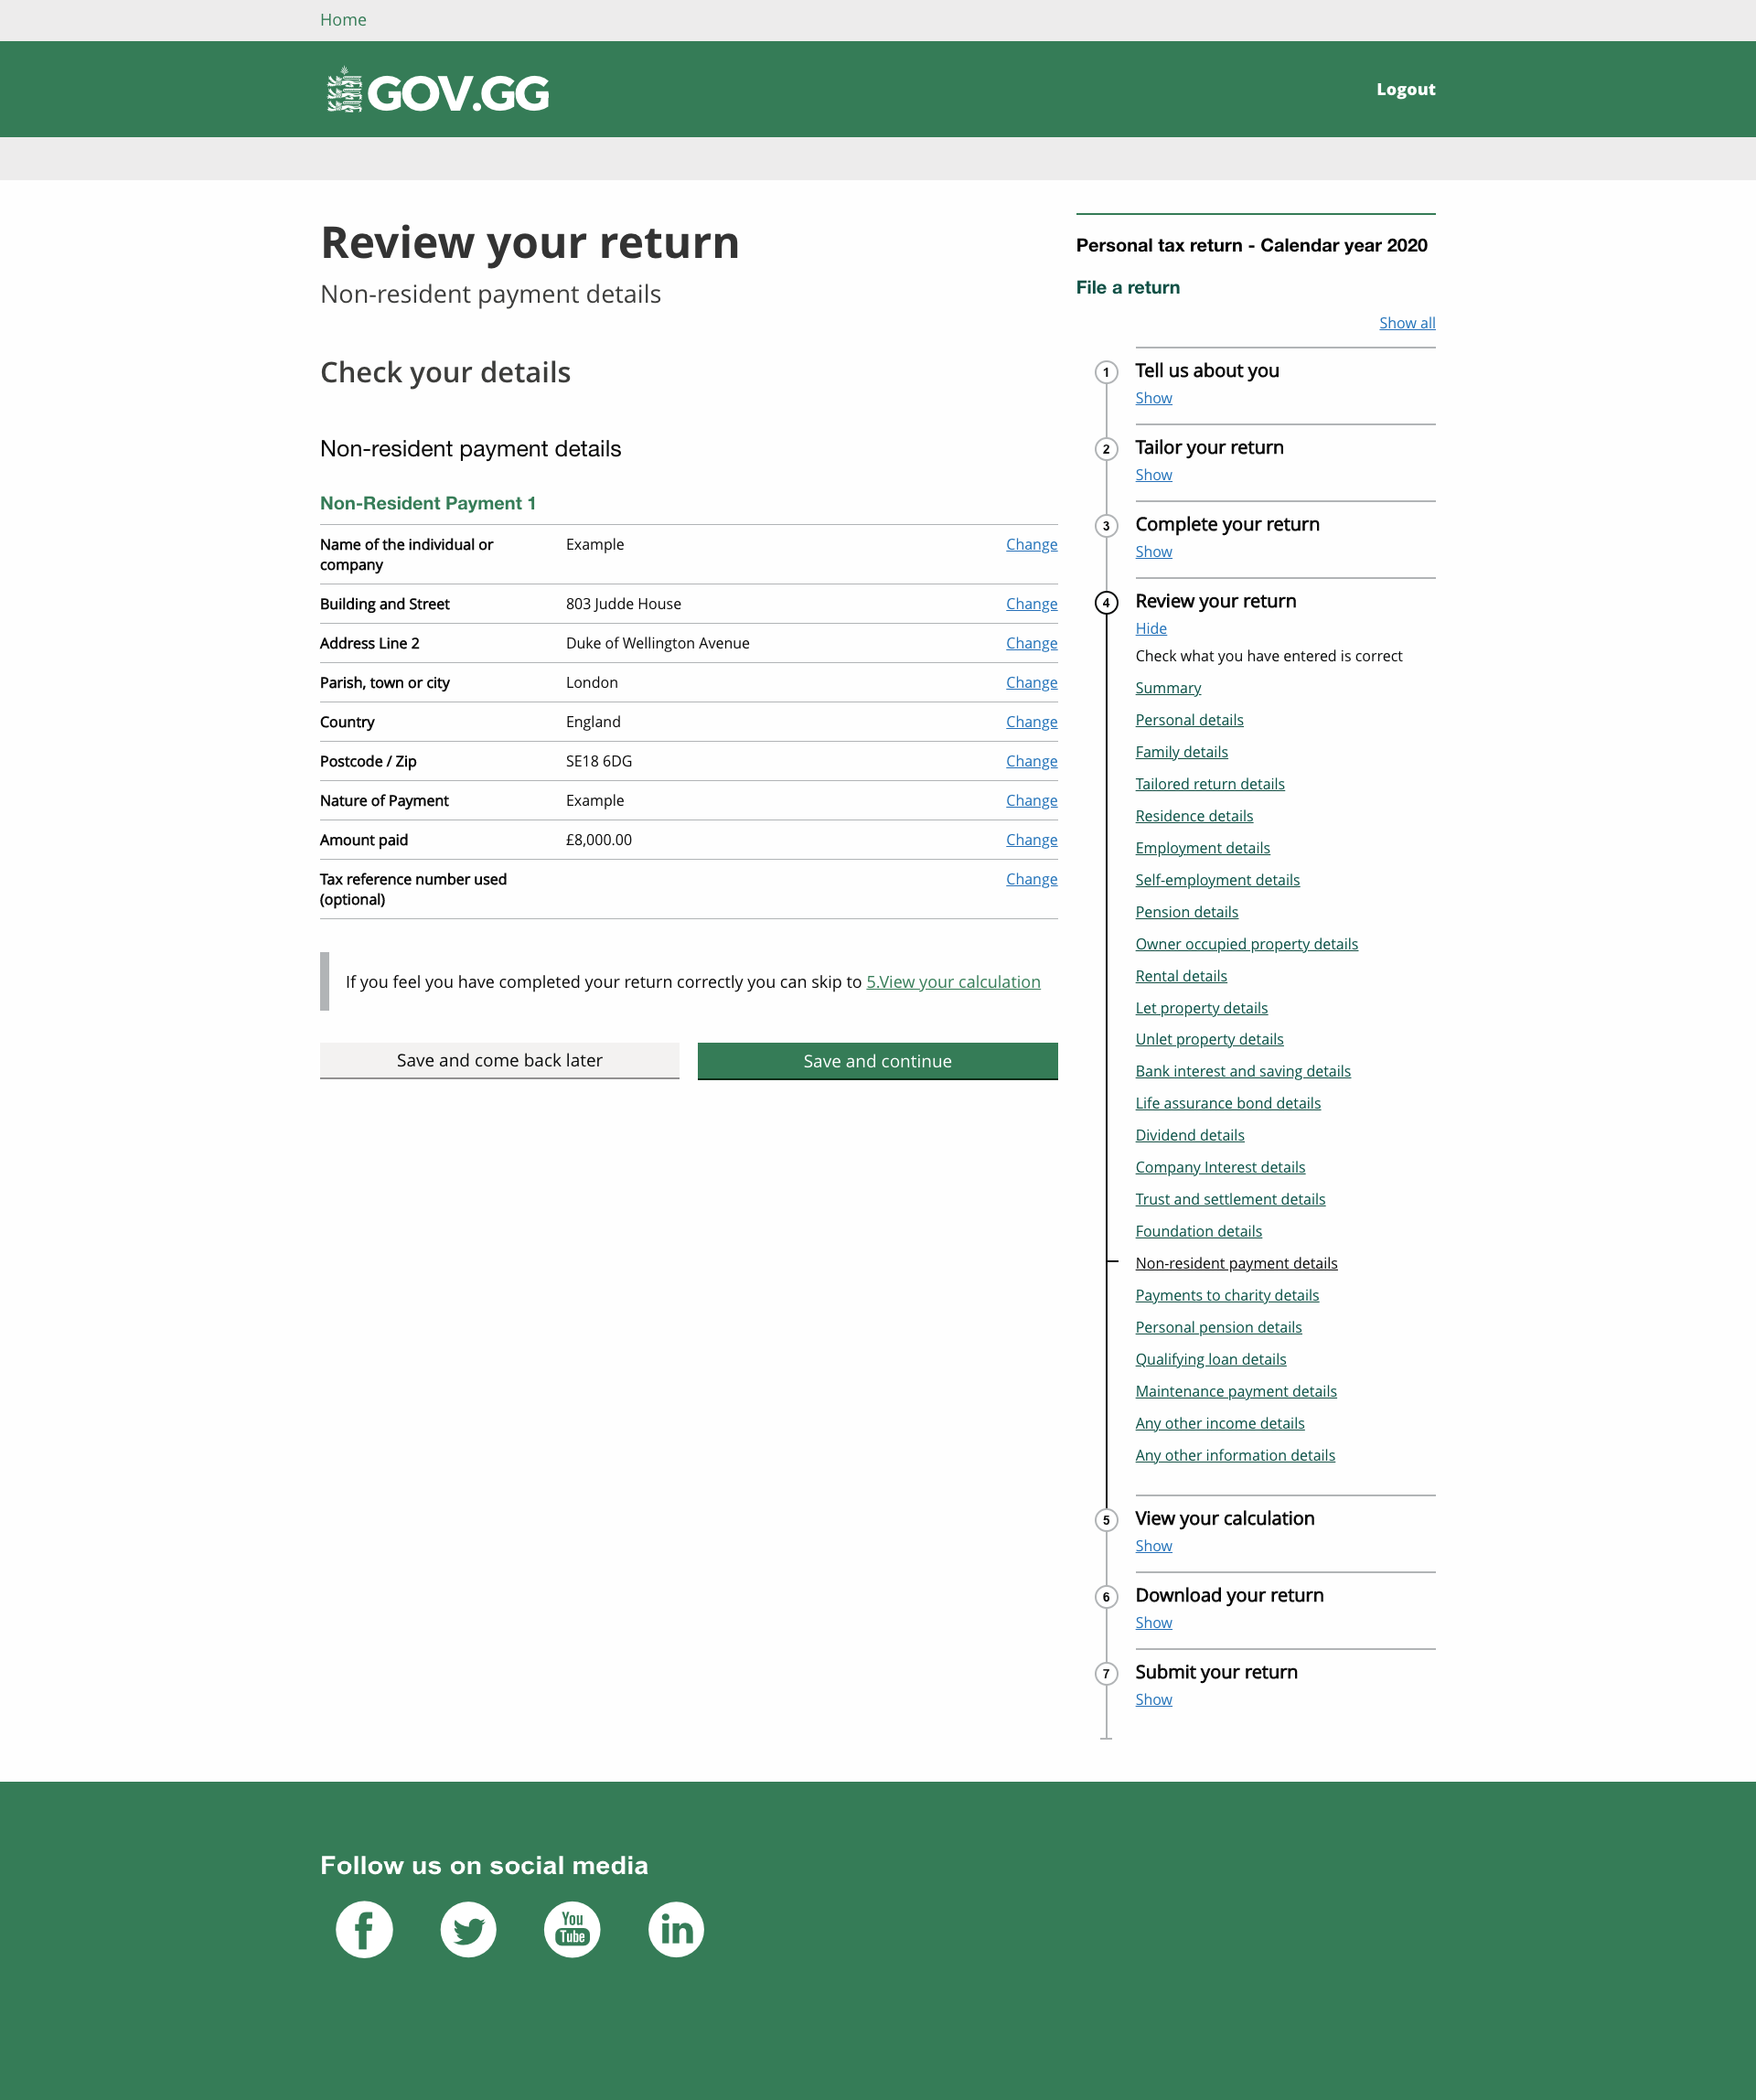 Home
GOV.GG
Logout
Review your return
Non-resident payment details
Check your details
Non-resident payment details
Non-Resident Payment 1
Name of the individual or company Example Change
Building and Street 803 Judde House Change
Address Line 2 Duke of Wellington Avenue Change
Parish, town or city London Change
Country England Change
Postcode / Zip SE18 6DG Change
Nature of Payment Example Change
Amount paid £8,000.00 Change
Tax reference number used (optional) Change
If you feel you have completed your return correctly you can skip to 5.View your calculation
Save and come back later
Save and continue
Personal tax return - Calendar year 2020
File a return
Show all
1 Tell us about you
Show
2 Tailor your return
Show
3 Complete your return
Show
4 Review your return
Hide
Check what you have entered is correct
Summary
Personal details
Family details
Tailored return details
Residence details
Employment details
Self-employment details
Pension details
Owner occupied property details
Rental details
Let property details
Unlet property details
Bank interest and saving details
Life assurance bond details
Dividend details
Company Interest details
Trust and settlement details
Foundation details
Non-resident payment details
Payments to charity details
Personal pension details
Qualifying loan details
Maintenance payment details
Any other income details
Any other information details
5 View your calculation
Show
6 Download your return
Show
7 Submit your return
Show
Follow us on social media
f
You
Tube
in